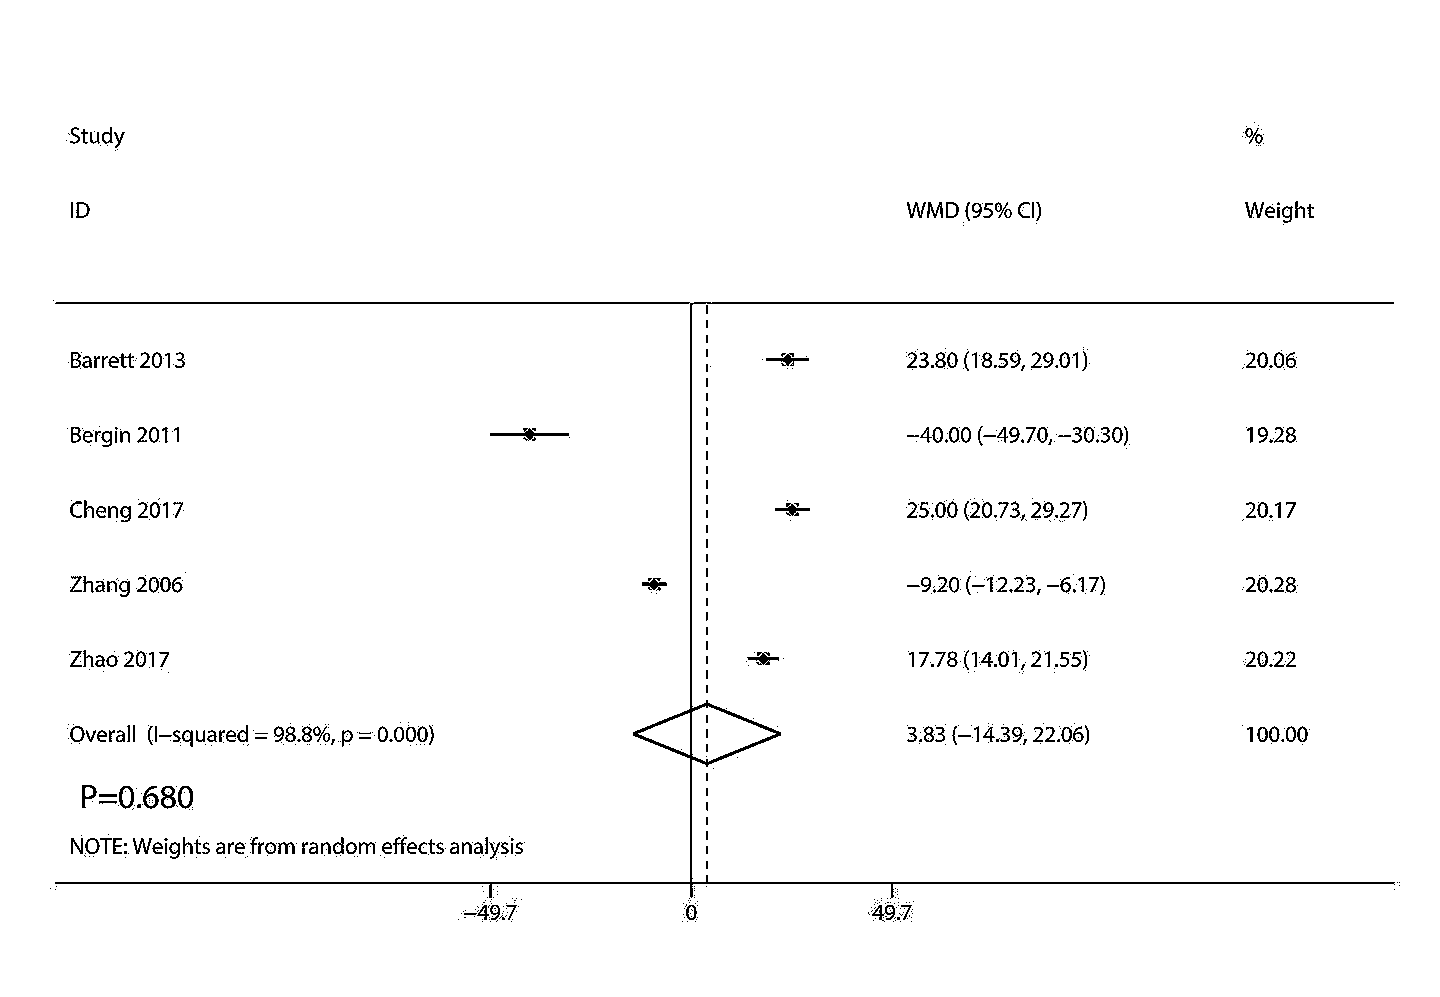 Study %
ID WMD (95% CI) Weight
Barrett 2013 23.80 (18.59, 29.01) 20.06
Bergin 2011 −40.00 (−49.70, −30.30) 19.28
Cheng 2017 25.00 (20.73, 29.27) 20.17
Zhang 2006 −9.20 (−12.23, −6.17) 20.28
Zhao 2017 17.78 (14.01, 21.55) 20.22
Overall (I−squared = 98.8%, p = 0.000) 3.83 (−14.39, 22.06) 100.00
P=0.680
NOTE: Weights are from random effects analysis
−49.7 0 49.7